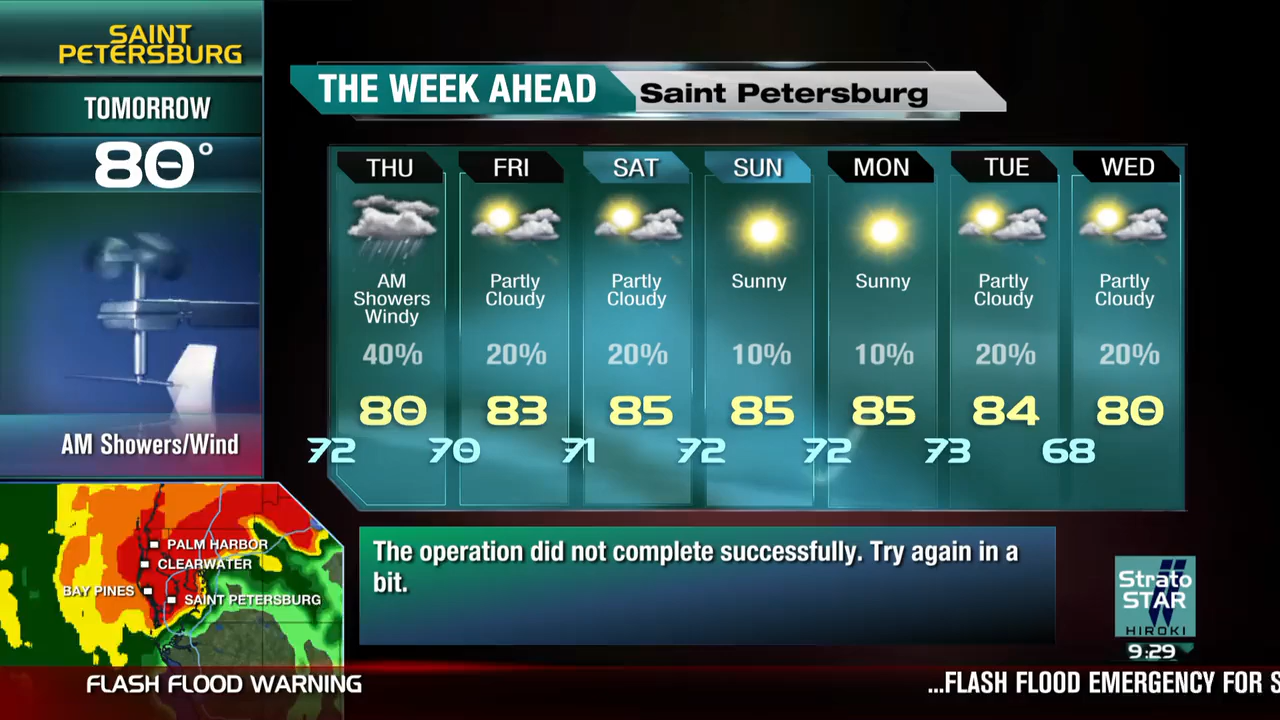 SAINT
PETERSBURG
TOMORROW
80°
AM Showers/Wind
THE WEEK AHEAD
Saint Petersburg
THU FRI SAT SUN MON TUE WED
AM Showers Windy
Partly Cloudy
Partly Cloudy
Sunny
Sunny
Partly Cloudy
Partly Cloudy
40% 20% 20% 10% 10% 20% 20%
80 83 85 85 85 84 80
72 70 71 72 72 73 68
PALM HARBOR
CLEARWATER
BAY PINES
SAINT PETERSBURG
The operation did not complete successfully. Try again in a
bit.
Strato
STAR
HIROKI
9:29
FLASH FLOOD WARNING
...FLASH FLOOD EMERGENCY FOR S